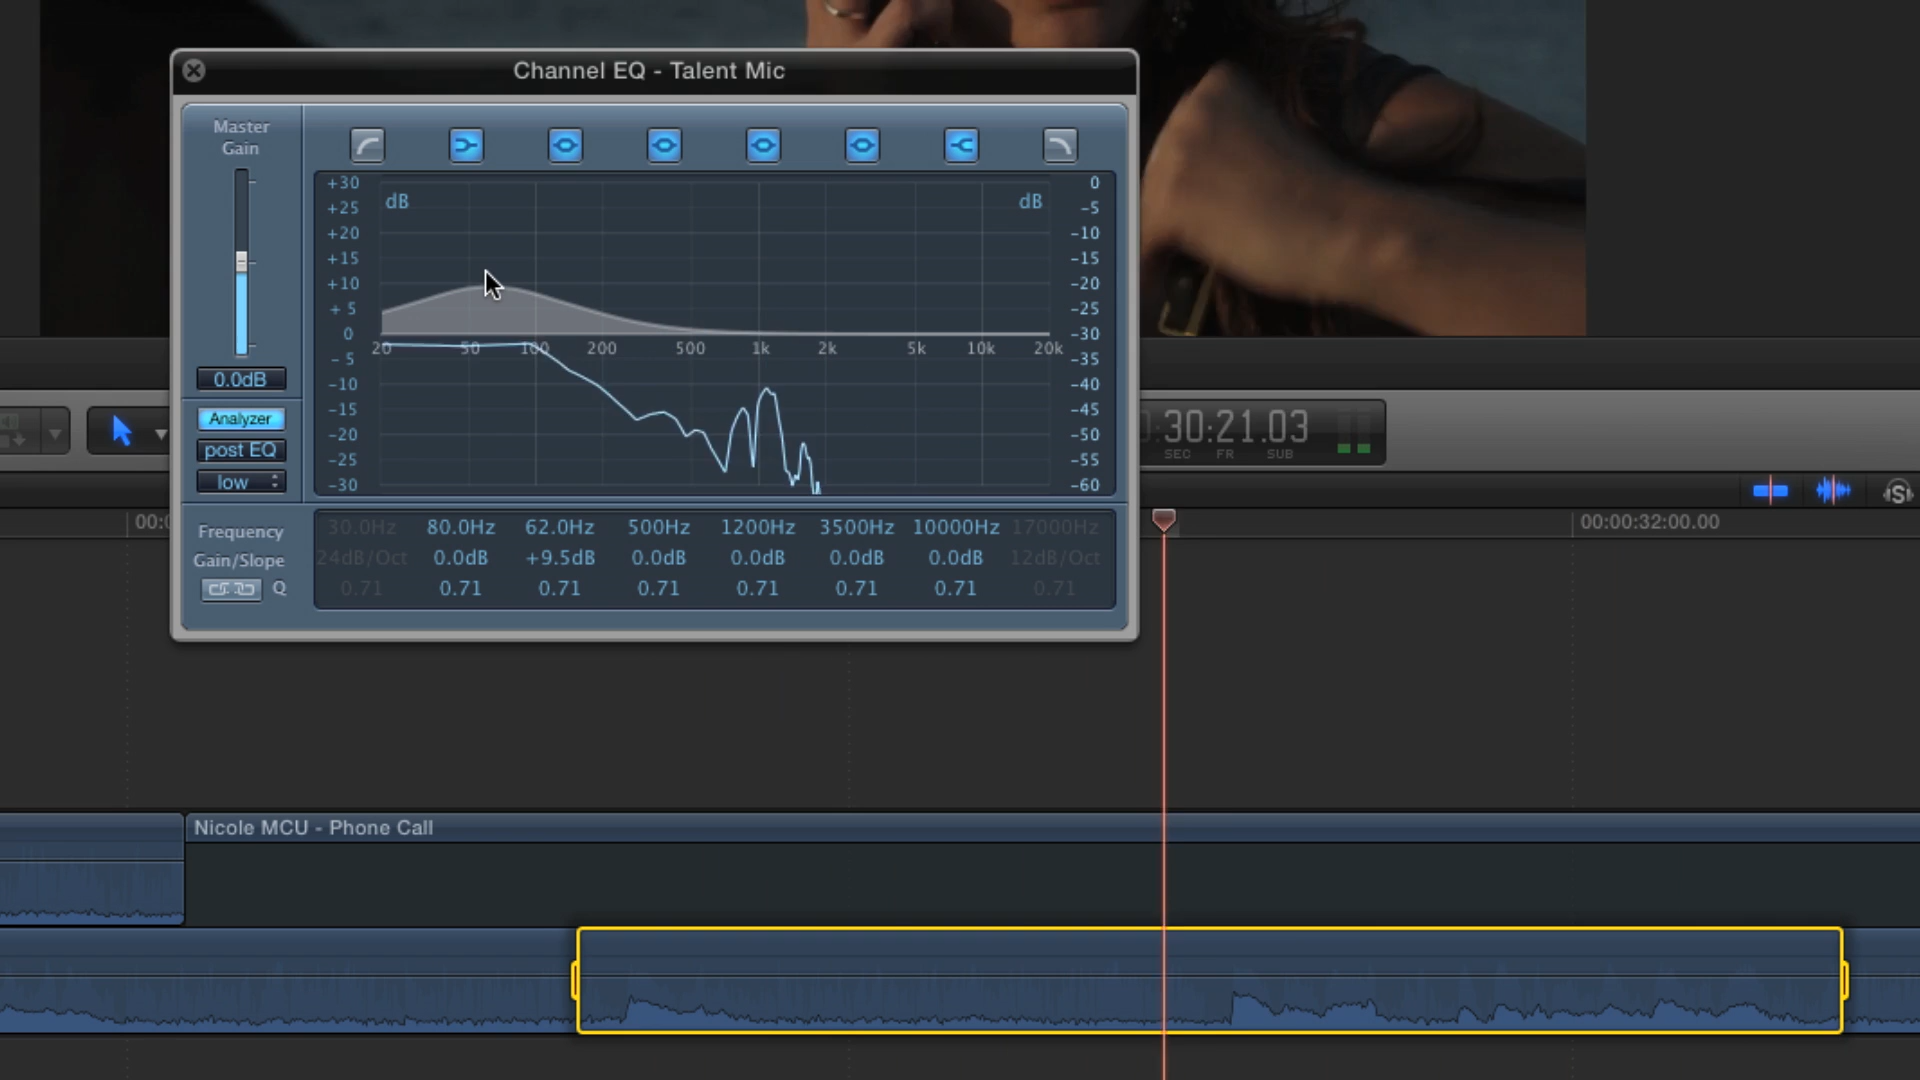 Channel EQ - Talent Mic
Master
Gain
+30
+25
+20
+15
+10
+ 5
0
- 5
-10
-15
-20
-25
-30
dB
dB
0
-5
-10
-15
-20
-25
-30
-35
-40
-45
-50
-55
-60
20 50 100 200 500 1k 2k 5k 10k 20k
0.0dB
Analyzer
post EQ
low
Frequency 30.0Hz 80.0Hz 62.0Hz 500Hz 1200Hz 3500Hz 10000Hz 17000Hz
Gain/Slope 24dB/Oct 0.0dB +9.5dB 0.0dB 0.0dB 0.0dB 0.0dB 12dB/Oct
Q 0.71 0.71 0.71 0.71 0.71 0.71 0.71 0.71
:30:21.03
SEC FR SUB
S
00:0
00:00:32:00.00
Nicole MCU - Phone Call